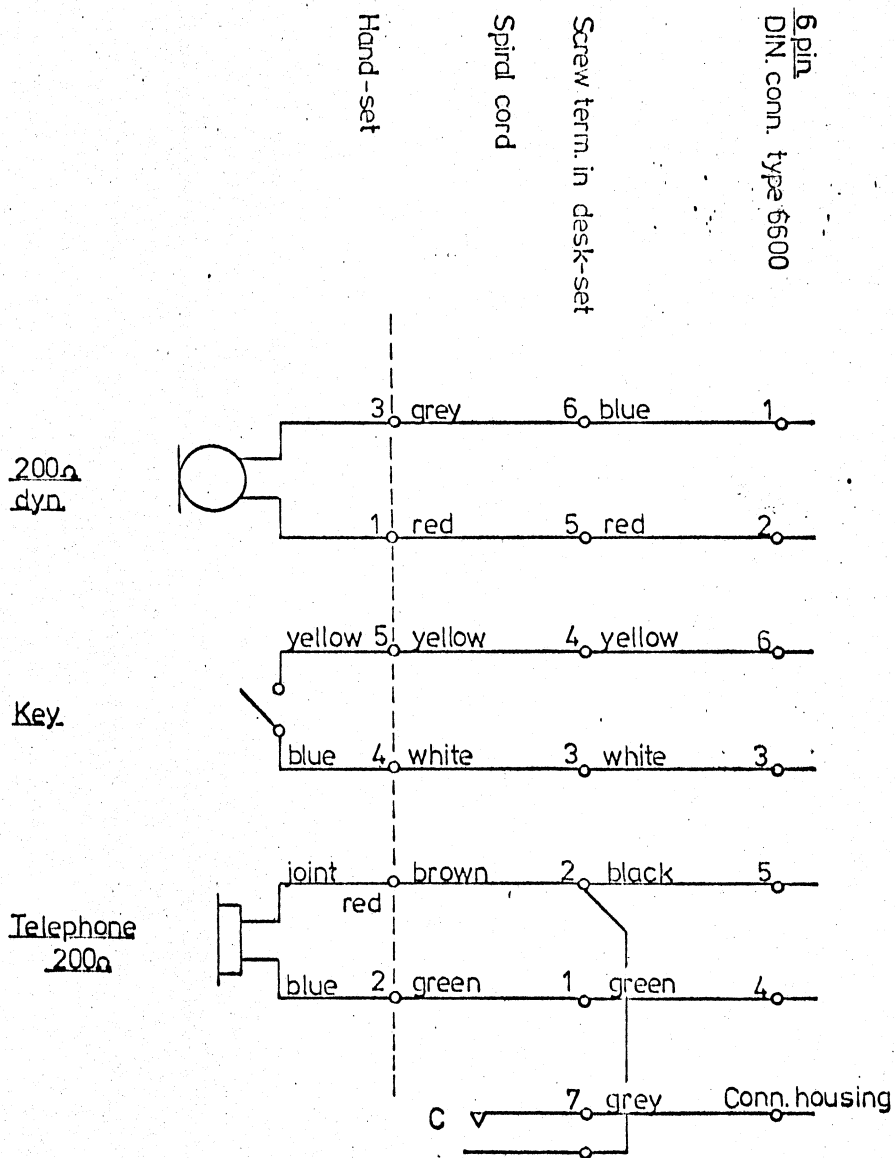 6 pin
DIN. conn. type 6600
Screw term. in desk-set
Spiral cord
Hand-set
3 grey 6 blue 1
200Ω
dyn.
1 red 5 red 2
yellow 5 yellow 4 yellow 6
Key
blue 4 white 3 white 3
joint brown 2 black 5
red
Telephone
200Ω
blue 2 green 1 green 4
C 7 grey Conn. housing